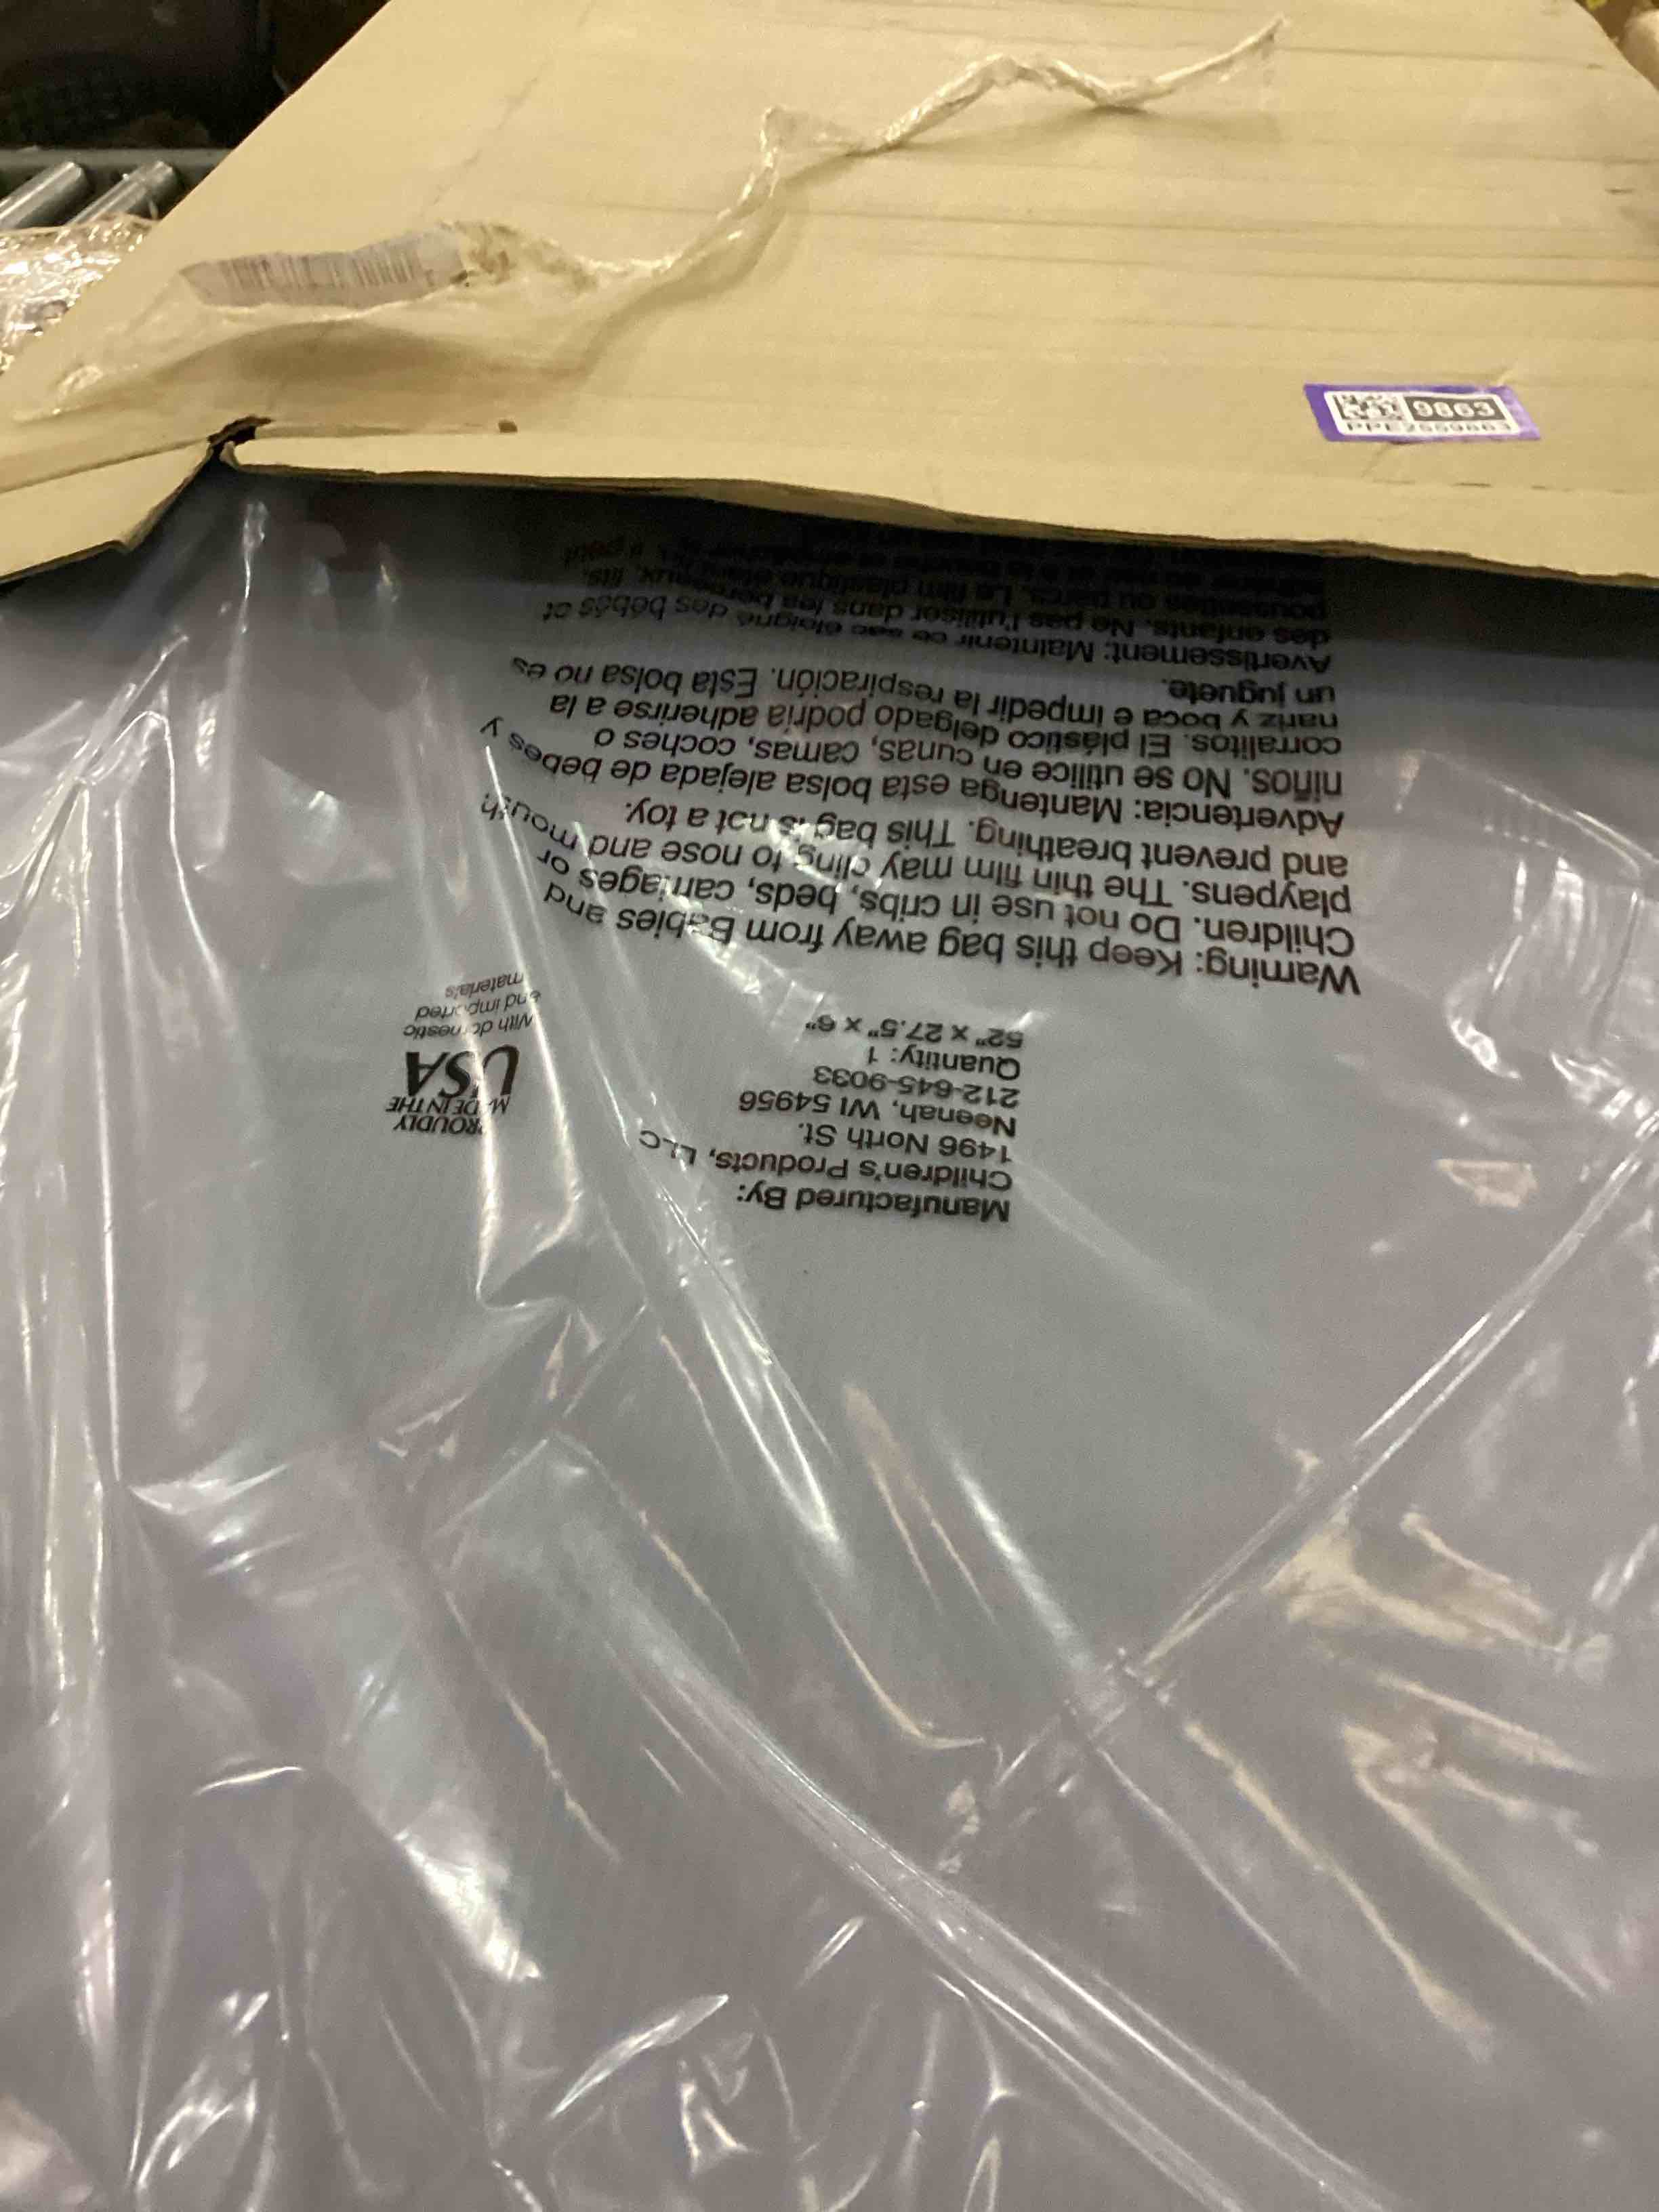 9863
PPE2559863
Manufactured By:
Children's Products, LLC
1496 North St.
Neenah, WI 54956
212-645-9033
Quantity: 1
52" x 27.5" x 6"
PROUDLY
MADE IN THE
USA
with domestic
and imported
materials
Warning: Keep this bag away from Babies and
Children. Do not use in cribs, beds, carriages or
playpens. The thin film may cling to nose and mouth
and prevent breathing. This bag is not a toy.
Advertencia: Mantenga esta bolsa alejada de bebes y
niños. No se utilice en cunas, camas, coches o
corralitos. El plástico delgado podría adherirse a la
nariz y boca e impedir la respiración. Esta bolsa no es
un juguete.
Avertissement: Maintenir ce sac éloigné des bébés et
des enfants. Ne pas l'utiliser dans les berceaux, lits,
poussettes ou parcs. Le film plastique